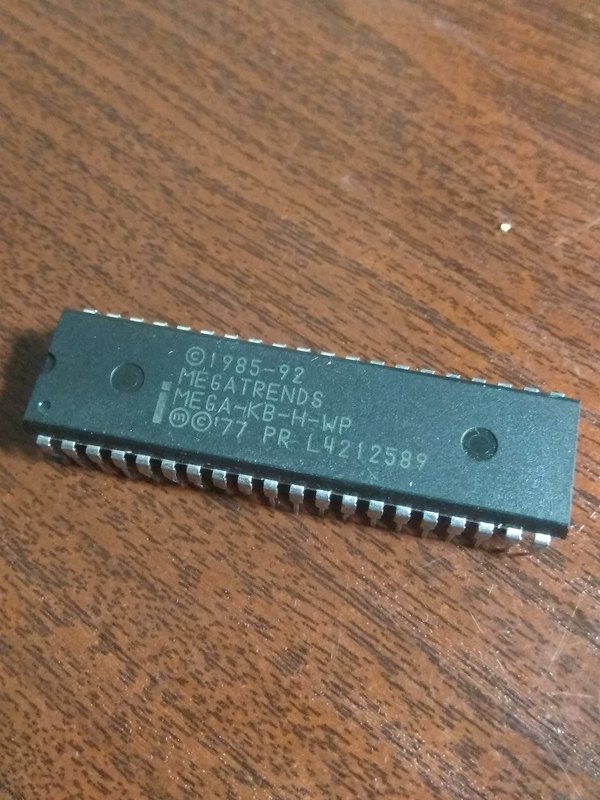 ©1985-92
MEGATRENDS
i MEGA-KB-H-WP
Ⓜ©'77 PR L4212589